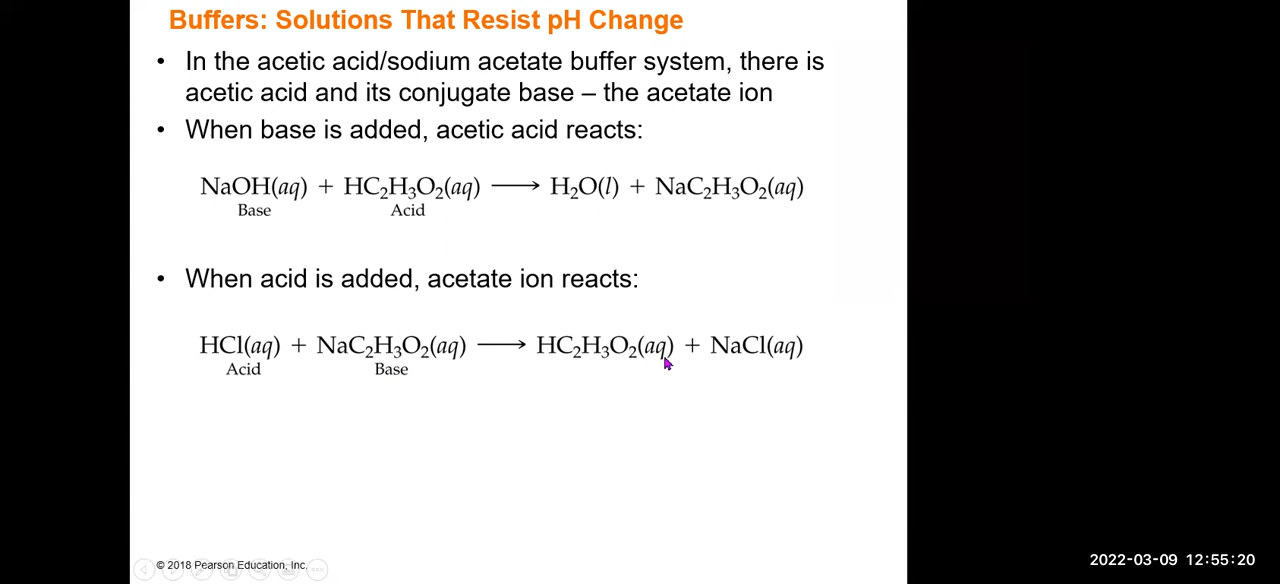 Buffers: Solutions That Resist pH Change
• In the acetic acid/sodium acetate buffer system, there is
acetic acid and its conjugate base – the acetate ion
• When base is added, acetic acid reacts:
NaOH(aq) + HC₂H₃O₂(aq) ⟶ H₂O(l) + NaC₂H₃O₂(aq)
Base Acid
• When acid is added, acetate ion reacts:
HCl(aq) + NaC₂H₃O₂(aq) ⟶ HC₂H₃O₂(aq) + NaCl(aq)
Acid Base
© 2018 Pearson Education, Inc.
2022-03-09 12:55:20